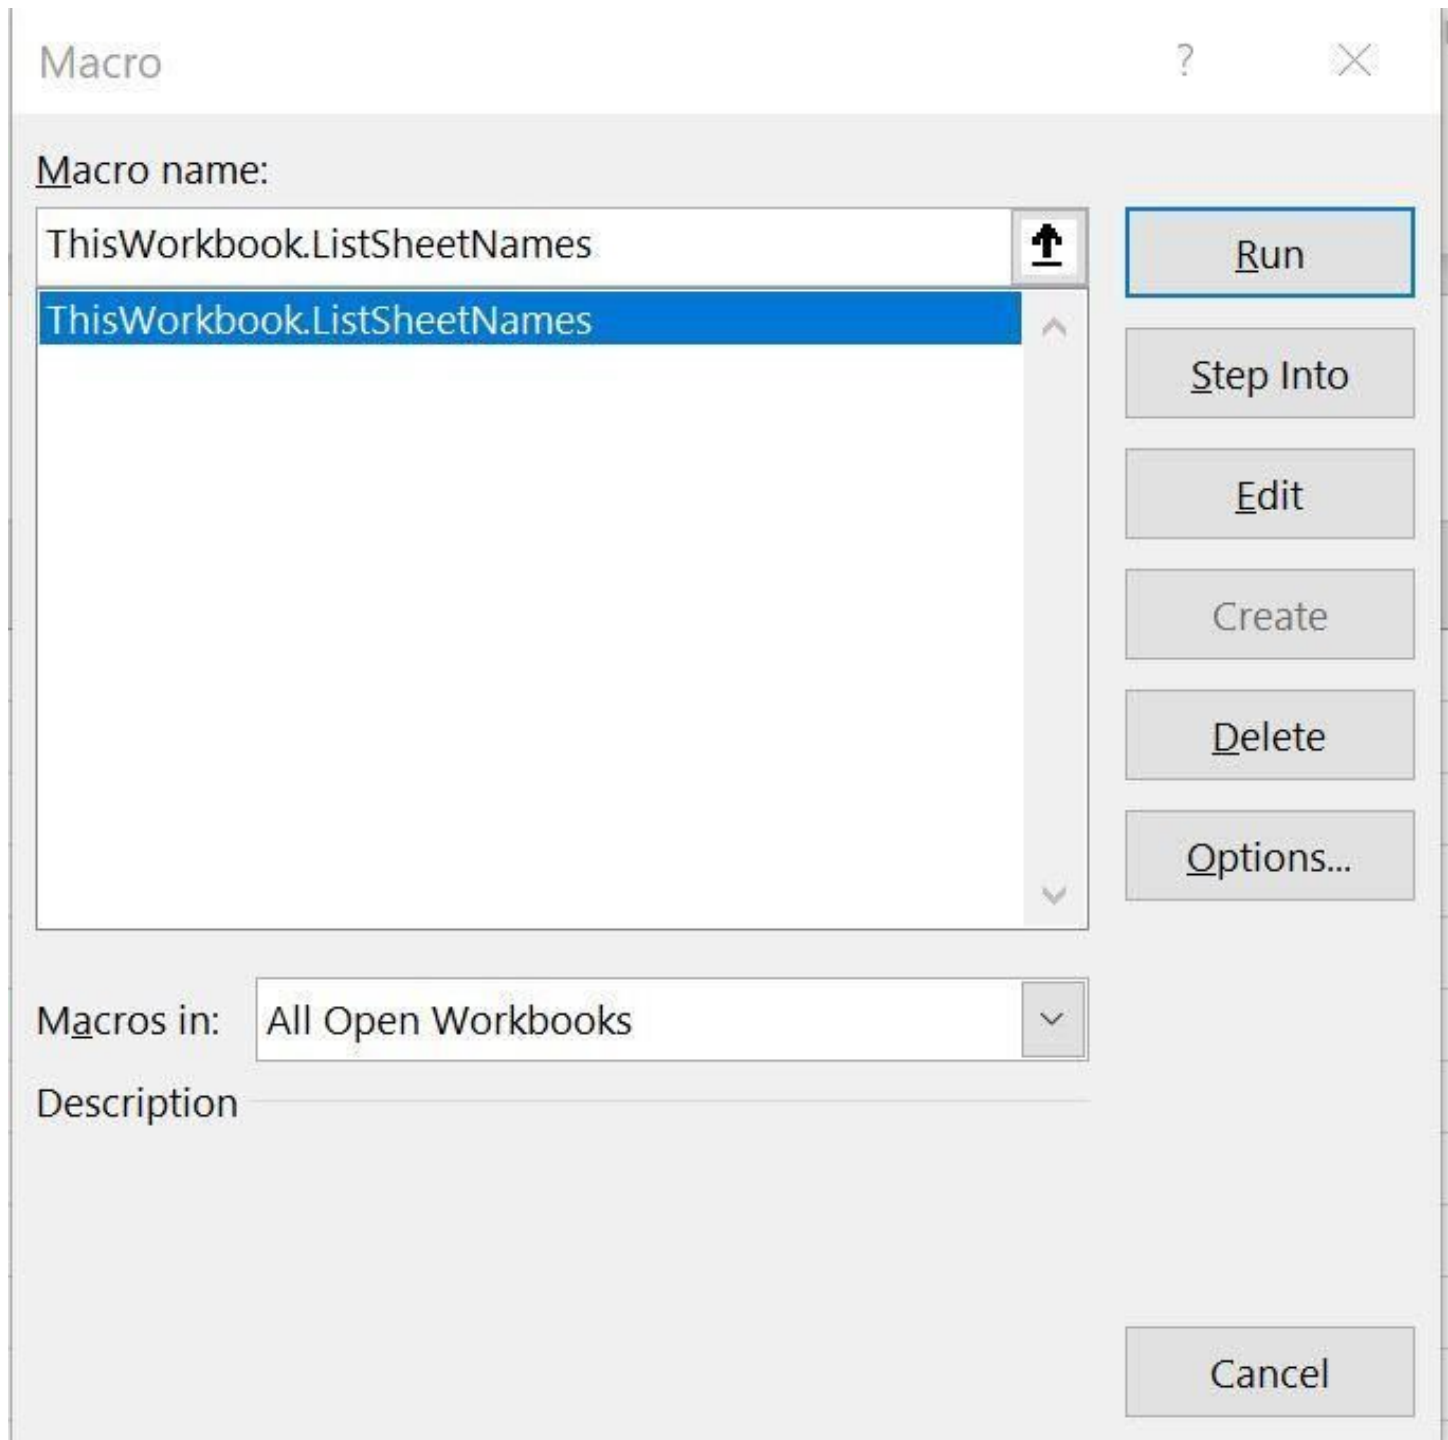 Macro
?
Macro name:
ThisWorkbook.ListSheetNames
Run
ThisWorkbook.ListSheetNames
Step Into
Edit
Create
Delete
Options...
Macros in:
All Open Workbooks
Description
Cancel